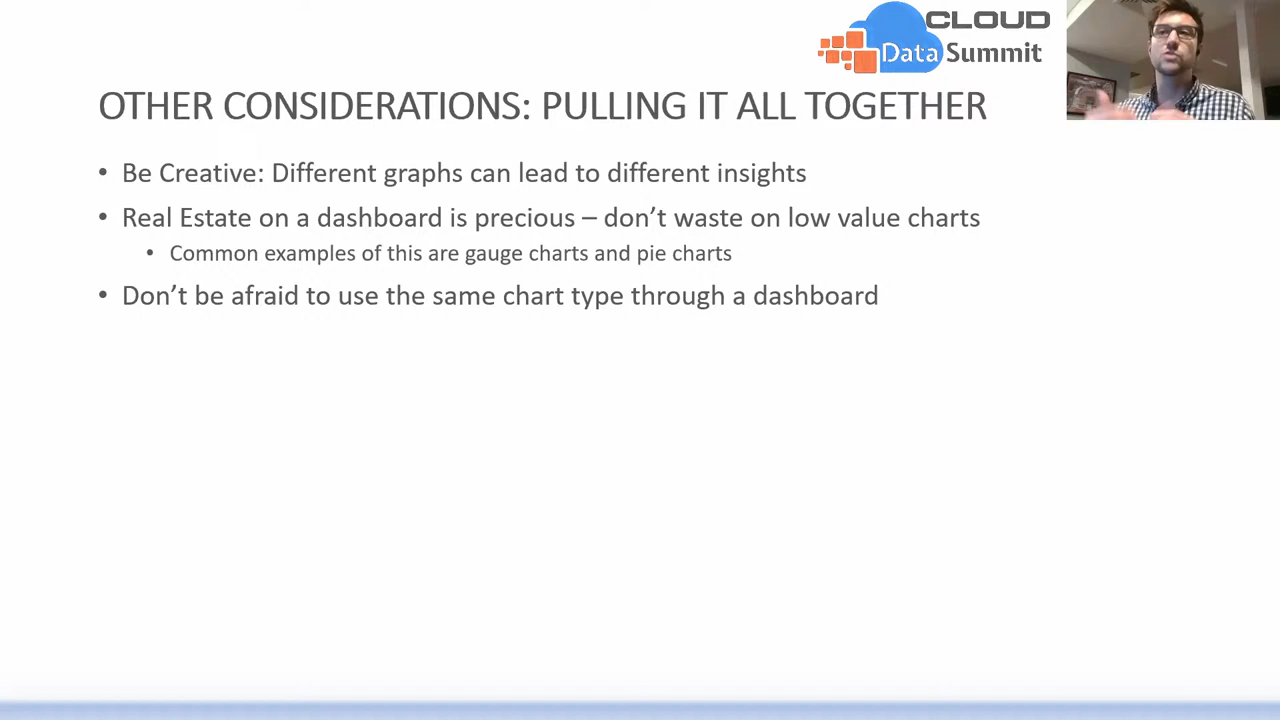 CLOUD
Data Summit
OTHER CONSIDERATIONS: PULLING IT ALL TOGETHER
• Be Creative: Different graphs can lead to different insights
• Real Estate on a dashboard is precious – don’t waste on low value charts
• Common examples of this are gauge charts and pie charts
• Don’t be afraid to use the same chart type through a dashboard